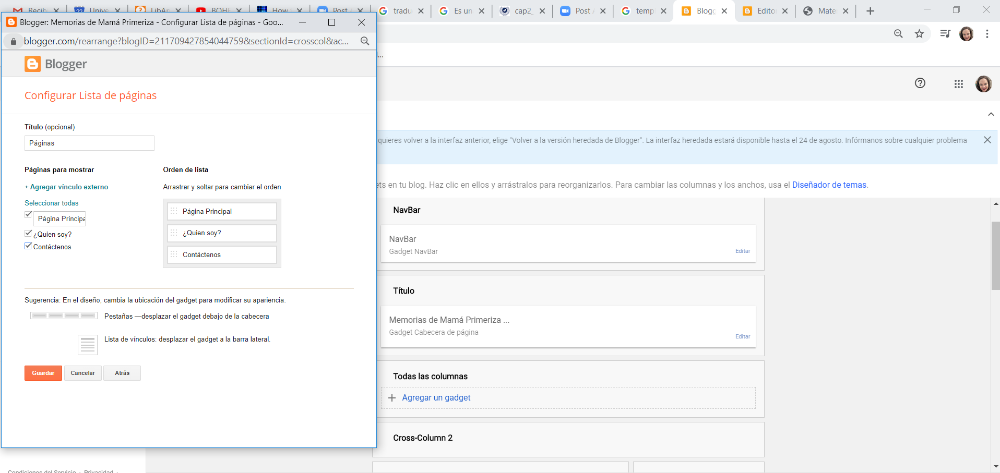 Recib
Unive
LibA
BOHE
How
Post
tradu
Es un
cap2_
Post
temp
Blogg
Edito
Mate
Blogger: Memorias de Mamá Primeriza - Configurar Lista de páginas - Goo...
blogger.com/rearrange?blogID=211709427854044759&sectionId=crosscol&ac...
Blogger
Configurar Lista de páginas
Título (opcional)
Páginas
Páginas para mostrar
+ Agregar vínculo externo
Seleccionar todas
Página Principa
¿Quien soy?
Contáctenos
Orden de lista
Arrastrar y soltar para cambiar el orden
Página Principal
¿Quien soy?
Contáctenos
Sugerencia: En el diseño, cambia la ubicación del gadget para modificar su apariencia.
Pestañas —desplazar el gadget debajo de la cabecera
Lista de vínculos: desplazar el gadget a la barra lateral.
Guardar
Cancelar
Atrás
quieres volver a la interfaz anterior, elige "Volver a la versión heredada de Blogger". La interfaz heredada estará disponible hasta el 24 de agosto. Infórmanos sobre cualquier problema
ets en tu blog. Haz clic en ellos y arrástralos para reorganizarlos. Para cambiar las columnas y los anchos, usa el Diseñador de temas.
NavBar
NavBar
Gadget NavBar
Editar
Título
Memorias de Mamá Primeriza ...
Gadget Cabecera de página
Editar
Todas las columnas
Agregar un gadget
Cross-Column 2
Condiciones del Servicio · Privacidad ·